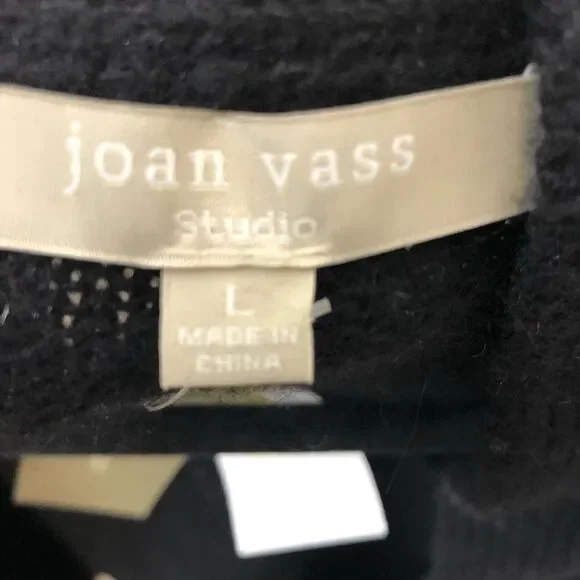 joan vass
Studio
L
MADE IN
CHINA